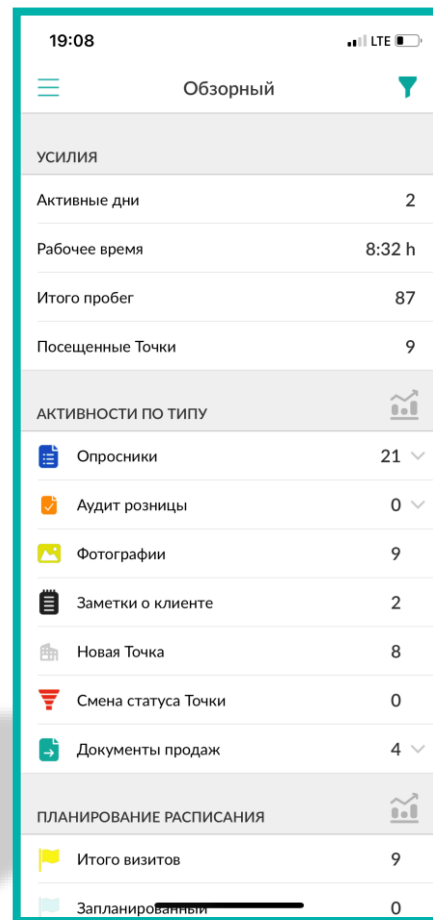 19:08 LTE
Обзорный
УСИЛИЯ
Активные дни 2
Рабочее время 8:32 h
Итого пробег 87
Посещенные Точки 9
АКТИВНОСТИ ПО ТИПУ
Опросники 21
Аудит розницы 0
Фотографии 9
Заметки о клиенте 2
Новая Точка 8
Смена статуса Точки 0
Документы продаж 4
ПЛАНИРОВАНИЕ РАСПИСАНИЯ
Итого визитов 9
Запланированный 0